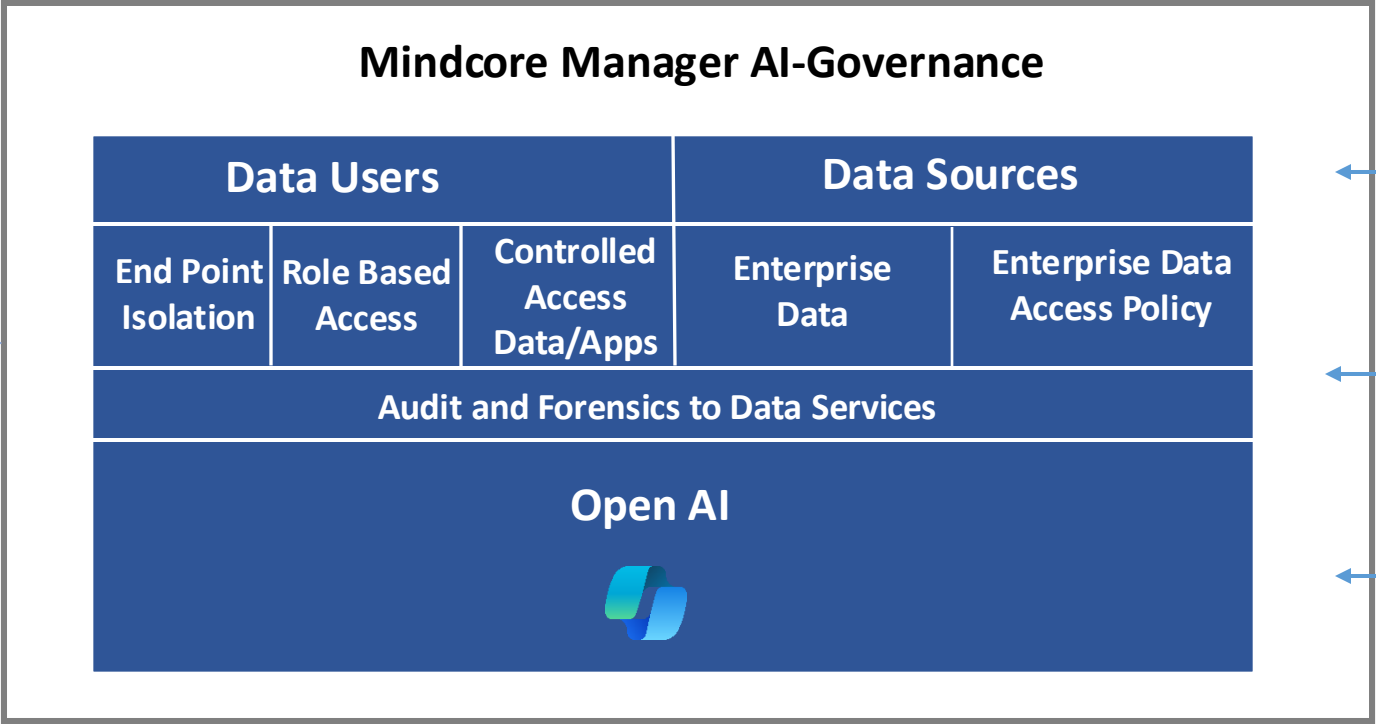 Mindcore Manager AI-Governance
Data Users
Data Sources
End Point
Isolation
Role Based
Access
Controlled
Access
Data/Apps
Enterprise
Data
Enterprise Data
Access Policy
Audit and Forensics to Data Services
Open AI